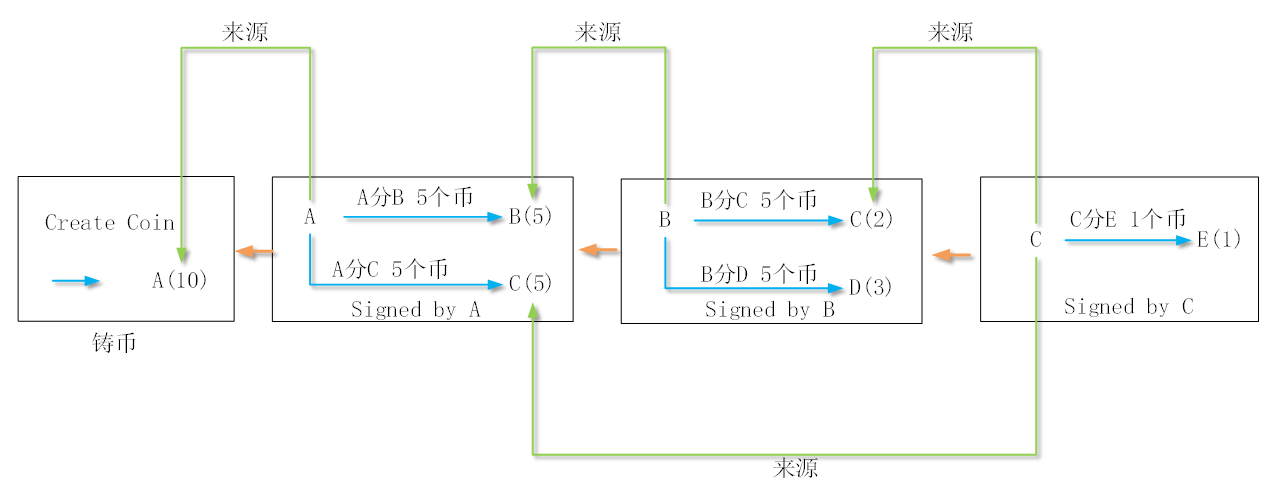 来源
来源
来源
Create Coin
A(10)
铸币
A
A分B 5个币
B(5)
A分C 5个币
C(5)
Signed by A
B
B分C 5个币
C(2)
B分D 5个币
D(3)
Signed by B
C
C分E 1个币
E(1)
Signed by C
来源